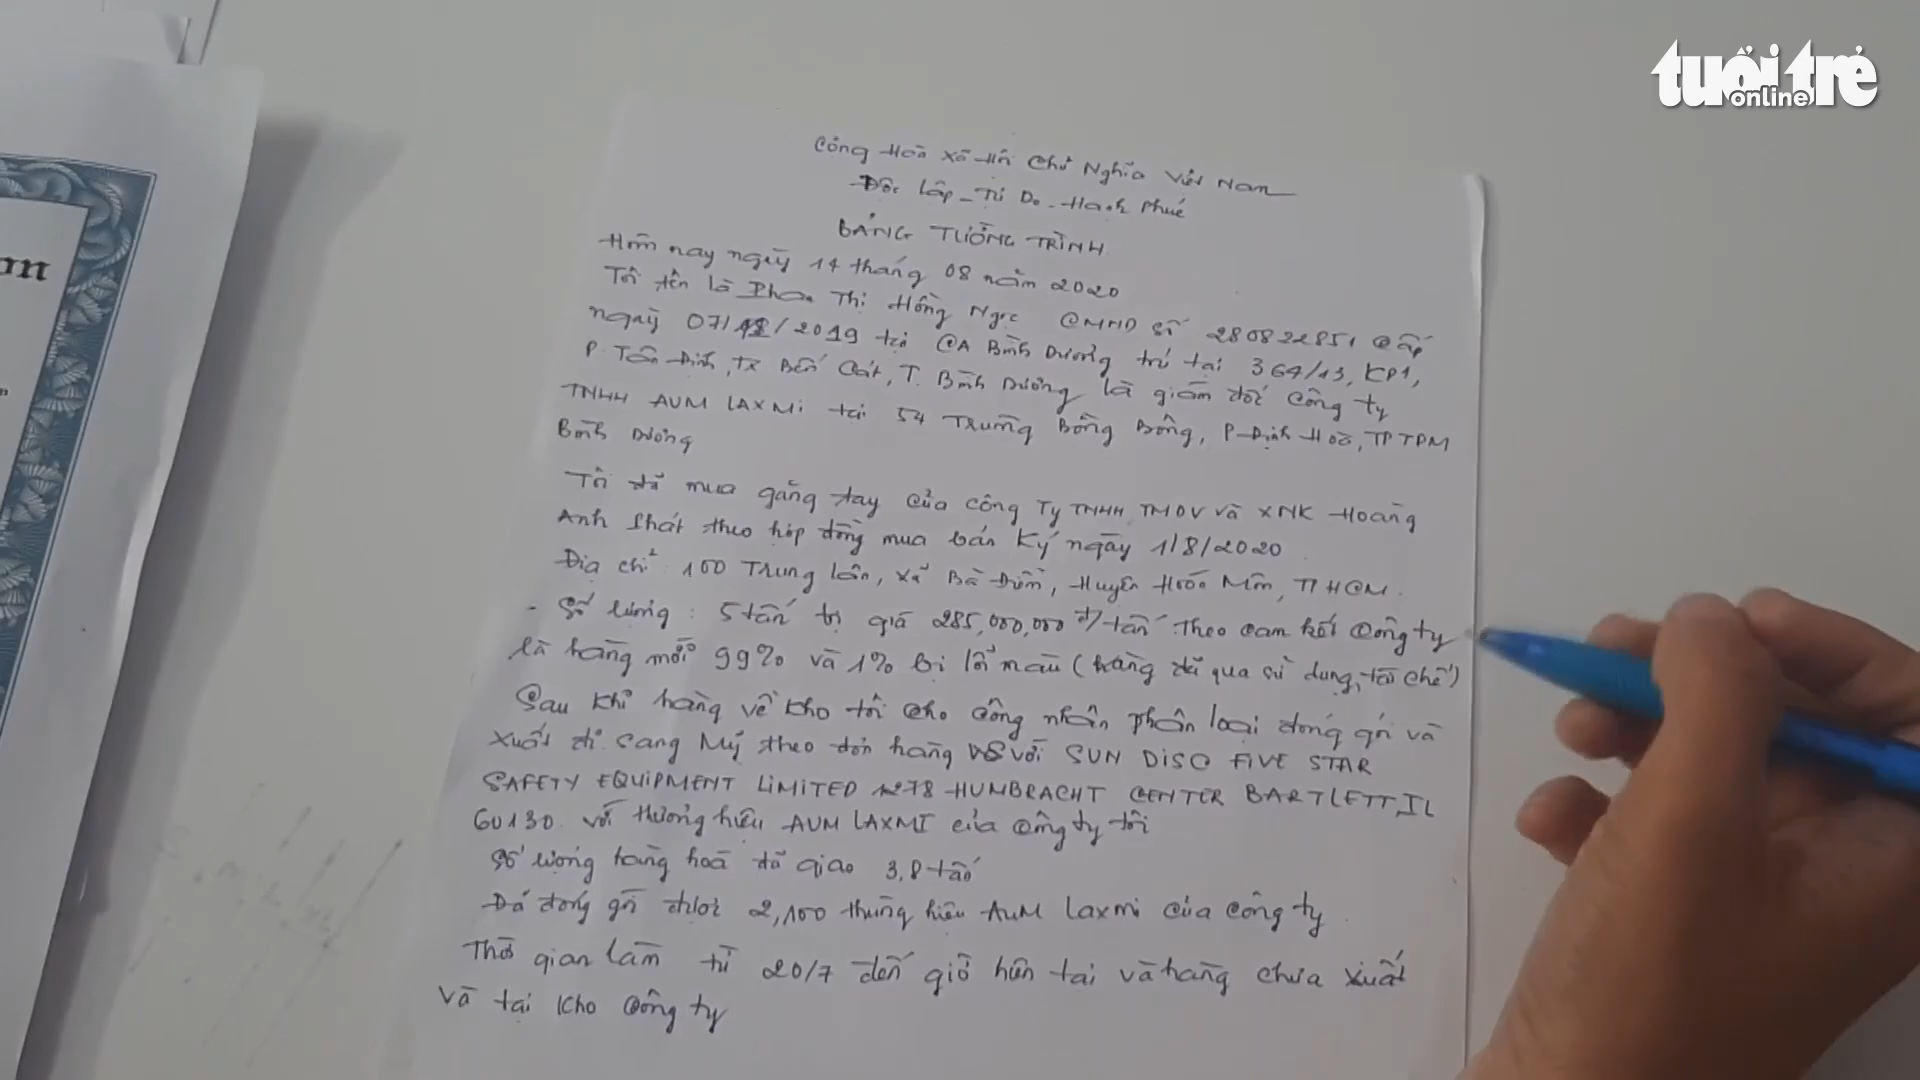 tuổi trẻ
online
on
Cộng Hoà Xã Hội Chủ Nghĩa Việt Nam
Độc lập - Tự Do - Hạnh Phúc
BẢNG TƯỜNG TRÌNH
Hôm nay ngày 14 tháng 08 năm 2020
Tôi tên là Phan Thị Hồng Ngọc CMND số 280822851 cấp
ngày 07/12/2019 tại CA Bình Dương trú tại 364/13, KP1,
P. Tân Định, TX Bến Cát, T. Bình Dương là giám đốc Công ty
TNHH AUM LAXMi tại 54 Trừng Bông Bông, P Định Hoà, TP TDM
Bình Dương
Tôi đã mua găng tay của công Ty TNHH TMDV và XNK Hoàng
Anh Phát theo hợp đồng mua bán Ký ngày 1/8/2020
Địa chỉ: 100 Trung lân, xã Bà Điểm, Huyện Hoóc Môn, TPHCM.
- Số lượng: 5 tấn trị giá 285,000,000 đ/tấn. Theo cam kết công ty
là hàng mới 99% và 1% bị lỗi màu (hàng đã qua sử dụng, tái chế)
Sau khi hàng về kho tôi cho công nhân phân loại đóng gói và
xuất đi sang Mỹ theo đơn hàng với SUN DiSC FIVE STAR
SAFETY EQUiPMENT LiMiTED 1278 HUMBRACHT CENTER BARTLETT, IL
60130. với thương hiệu AUM LAXMI của công ty tôi
Số lượng hàng hoá đã giao 3,8 tấn
Đã đóng gói được 2,100 thùng hiệu AUM Laxmi của công ty.
Thời gian làm từ 20/7 đến giờ hiện tại và hàng chưa xuất
và tại kho công ty